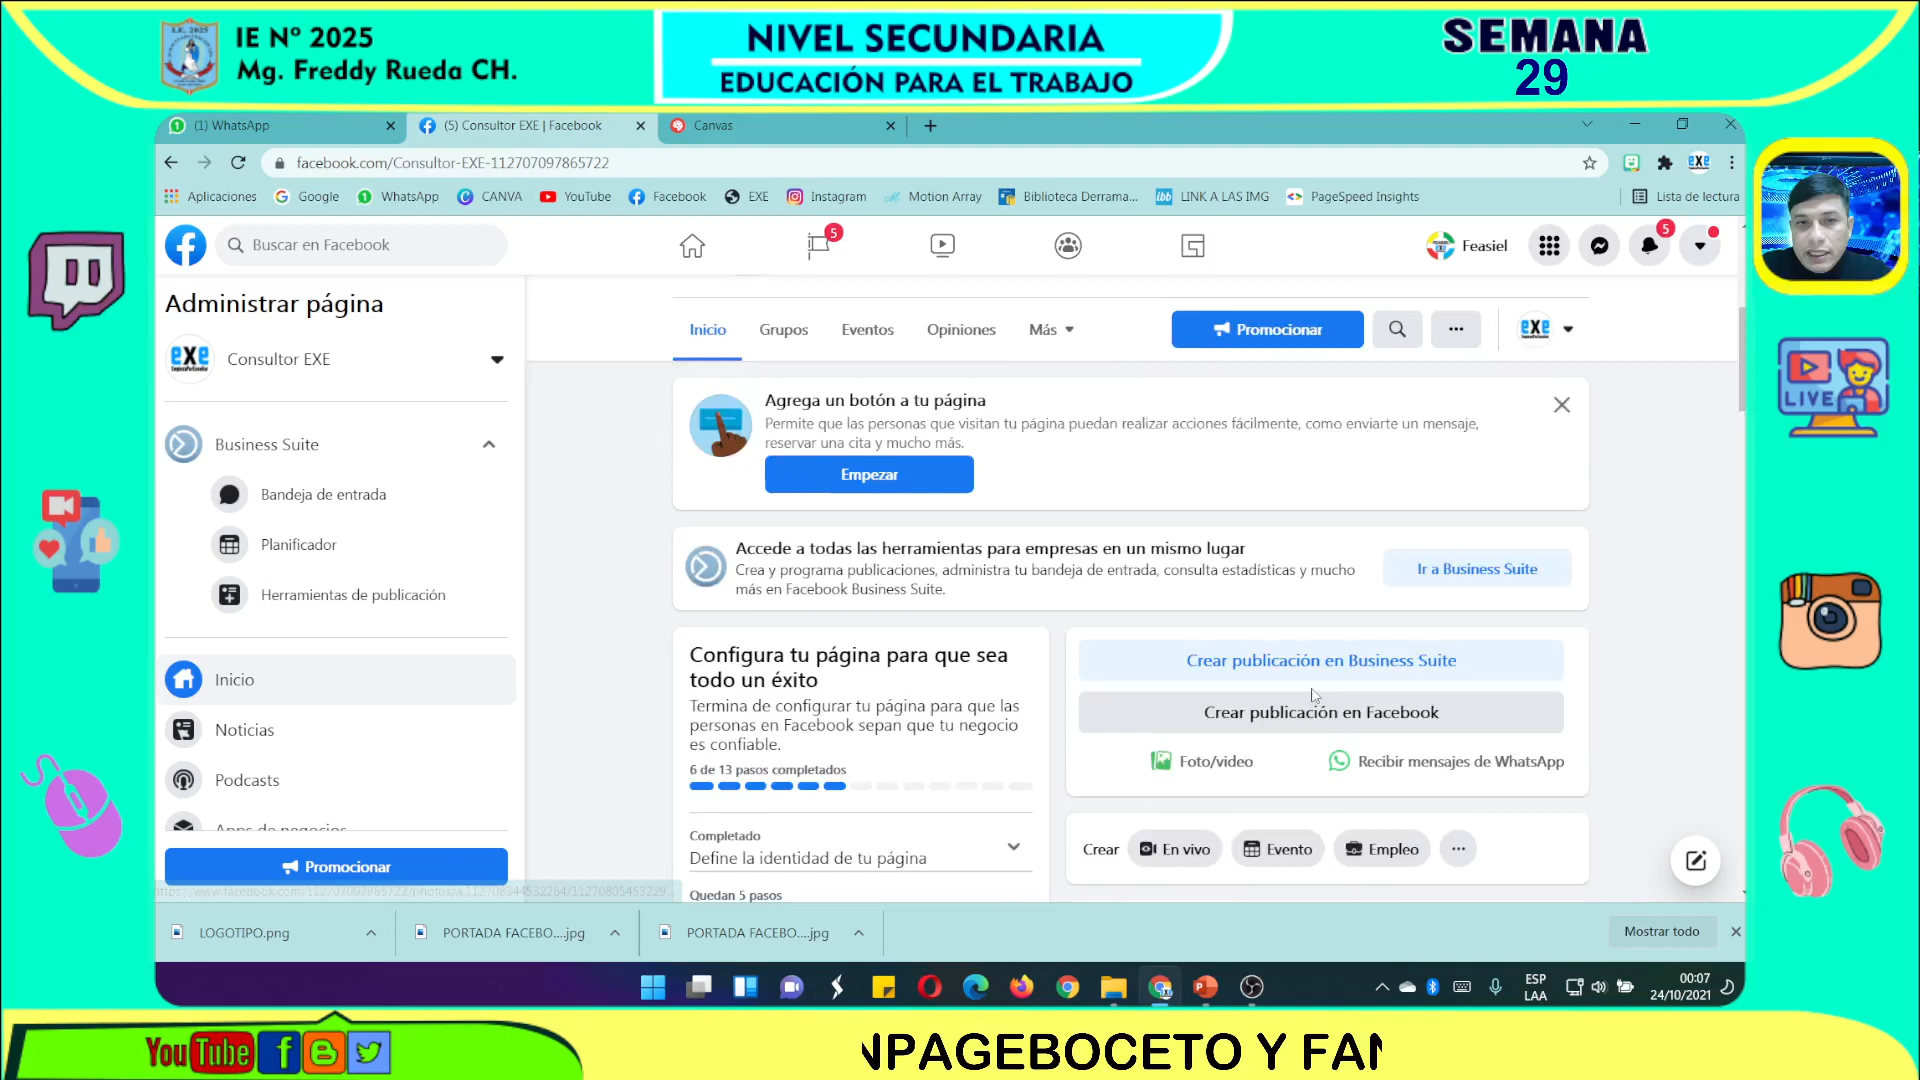 IE Nº 2025
Mg. Freddy Rueda CH.
NIVEL SECUNDARIA
EDUCACIÓN PARA EL TRABAJO
SEMANA
29
(1) WhatsApp
(5) Consultor EXE | Facebook
Canvas
facebook.com/Consultor-EXE-112707097865722
Aplicaciones
Google
WhatsApp
CANVA
YouTube
Facebook
EXE
Instagram
Motion Array
Biblioteca Derrama...
LINK A LAS IMG
PageSpeed Insights
Lista de lectura
Buscar en Facebook
5
Feasiel
5
Administrar página
Consultor EXE
Business Suite
Bandeja de entrada
Planificador
Herramientas de publicación
Inicio
Noticias
Podcasts
Apps de negocios
Promocionar
Inicio
Grupos
Eventos
Opiniones
Más
Promocionar
eXe
Agrega un botón a tu página
Permite que las personas que visitan tu página puedan realizar acciones fácilmente, como enviarte un mensaje,
reservar una cita y mucho más.
Empezar
Accede a todas las herramientas para empresas en un mismo lugar
Crea y programa publicaciones, administra tu bandeja de entrada, consulta estadísticas y mucho
más en Facebook Business Suite.
Ir a Business Suite
Configura tu página para que sea
todo un éxito
Termina de configurar tu página para que las
personas en Facebook sepan que tu negocio
es confiable.
6 de 13 pasos completados
Completado
Define la identidad de tu página
Quedan 5 pasos
Crear publicación en Business Suite
Crear publicación en Facebook
Foto/video
Recibir mensajes de WhatsApp
Crear
En vivo
Evento
Empleo
LIVE
LOGOTIPO.png
PORTADA FACEBO....jpg
PORTADA FACEBO....jpg
Mostrar todo
ESP
LAA
00:07
24/10/2021
YouTube
NPAGEBOCETO Y FAN